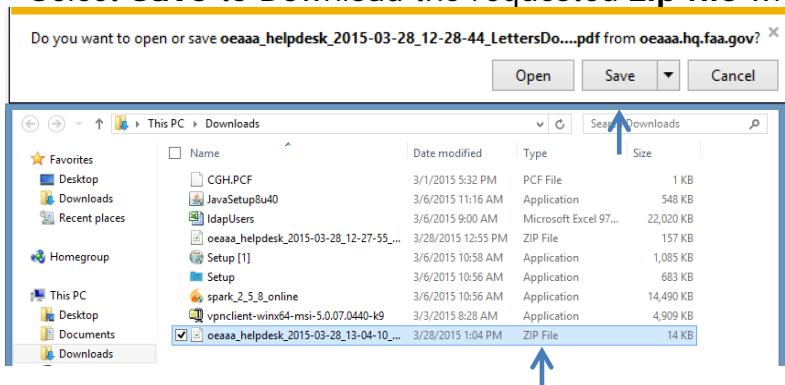 Select Save to Download the requested Zip file
Do you want to open or save oeaaa_helpdesk_2015-03-28_12-28-44_LettersDo....pdf from oeaaa.hq.faa.gov? ×
Open Save Cancel
This PC Downloads Search Downloads
Favorites
Desktop
Downloads
Recent places
Homegroup
This PC
Desktop
Documents
Downloads
Name Date modified Type Size
CGH.PCF 3/1/2015 5:32 PM PCF File 1 KB
JavaSetup8u40 3/6/2015 11:16 AM Application 548 KB
ldapUsers 3/6/2015 9:00 AM Microsoft Excel 97... 22,020 KB
oeaaa_helpdesk_2015-03-28_12-27-55_... 3/28/2015 12:55 PM ZIP File 157 KB
Setup [1] 3/6/2015 10:58 AM Application 1,085 KB
Setup 3/6/2015 10:56 AM Application 683 KB
spark_2_5_8_online 3/6/2015 10:56 AM Application 14,490 KB
vpnclient-winx64-msi-5.0.07.0440-k9 3/3/2015 8:28 AM Application 4,909 KB
oeaaa_helpdesk_2015-03-28_13-04-10_... 3/28/2015 1:04 PM ZIP File 14 KB